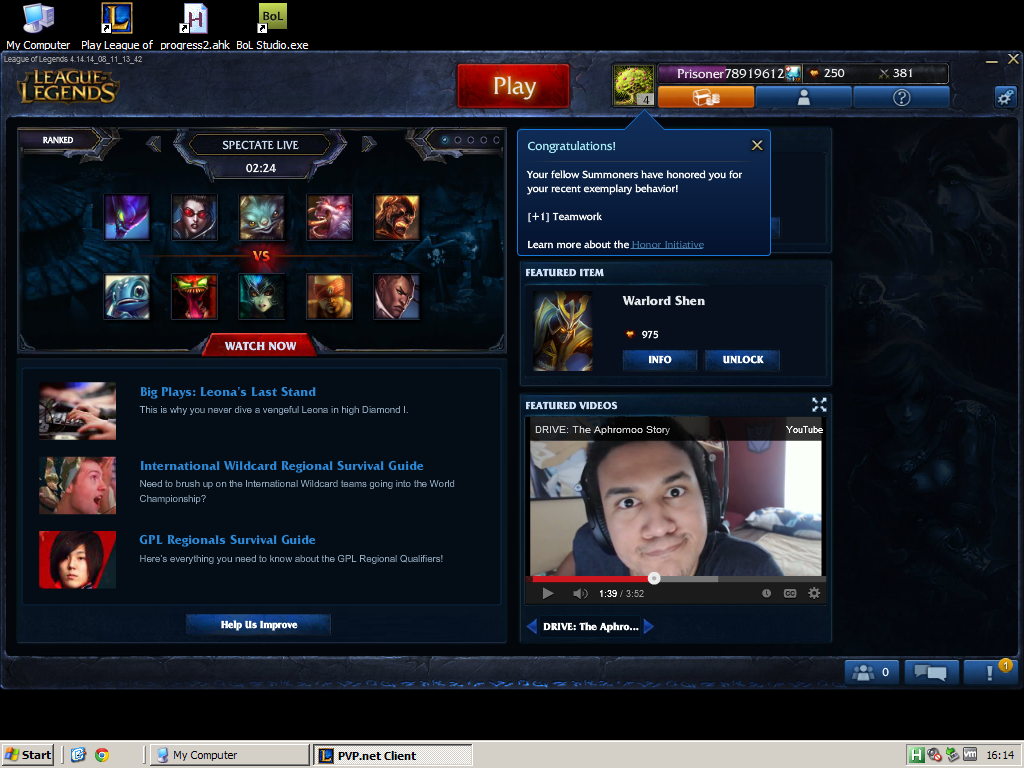 My Computer
Play League of
progress2.ahk
BoL
BoL Studio.exe
League of Legends 4.14.14_08_11_13_42
LEAGUE OF LEGENDS
Play
4
Prisoner78919612
250
381
?
RANKED
SPECTATE LIVE
02:24
VS
WATCH NOW
Congratulations!
Your fellow Summoners have honored you for
your recent exemplary behavior!
[+1] Teamwork
Learn more about the Honor Initiative
FEATURED ITEM
Warlord Shen
975
INFO
UNLOCK
Big Plays: Leona's Last Stand
This is why you never dive a vengeful Leona in high Diamond I.
International Wildcard Regional Survival Guide
Need to brush up on the International Wildcard teams going into the World
Championship?
GPL Regionals Survival Guide
Here's everything you need to know about the GPL Regional Qualifiers!
Help Us Improve
FEATURED VIDEOS
DRIVE: The Aphromoo Story
YouTube
1:39 / 3:52
CC
DRIVE: The Aphro...
0
!
1
Start
My Computer
PVP.net Client
H
vm
16:14